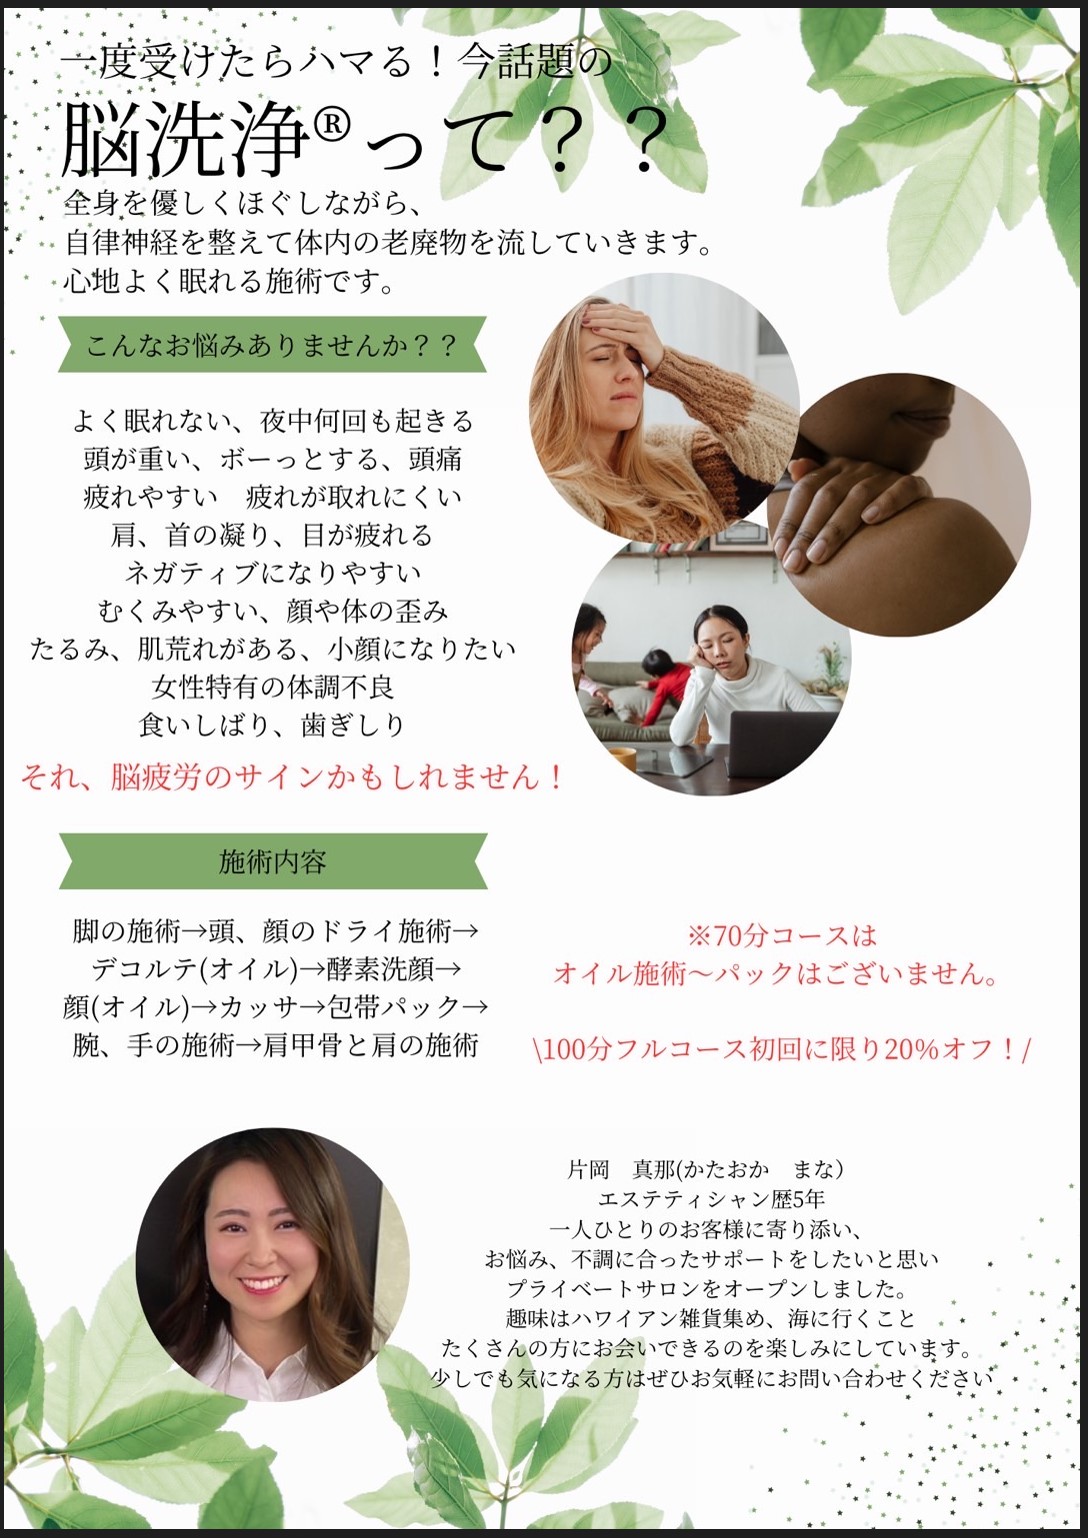 一度受けたらハマる！今話題の
脳洗浄®って？？
全身を優しくほぐしながら、
自律神経を整えて体内の老廃物を流していきます。
心地よく眠れる施術です。
こんなお悩みありませんか？？
よく眠れない、夜中何回も起きる
頭が重い、ボーっとする、頭痛
疲れやすい　疲れが取れにくい
肩、首の凝り、目が疲れる
ネガティブになりやすい
むくみやすい、顔や体の歪み
たるみ、肌荒れがある、小顔になりたい
女性特有の体調不良
食いしばり、歯ぎしり
それ、脳疲労のサインかもしれません！
施術内容
脚の施術→頭、顔のドライ施術→
デコルテ(オイル)→酵素洗顔→
顔(オイル)→カッサ→包帯パック→
腕、手の施術→肩甲骨と肩の施術
※70分コースは
オイル施術～パックはございません。
\100分フルコース初回に限り20%オフ！/
片岡　真那(かたおか　まな）
エステティシャン歴5年
一人ひとりのお客様に寄り添い、
お悩み、不調に合ったサポートをしたいと思い
プライベートサロンをオープンしました。
趣味はハワイアン雑貨集め、海に行くこと
たくさんの方にお会いできるのを楽しみにしています。
少しでも気になる方はぜひお気軽にお問い合わせください